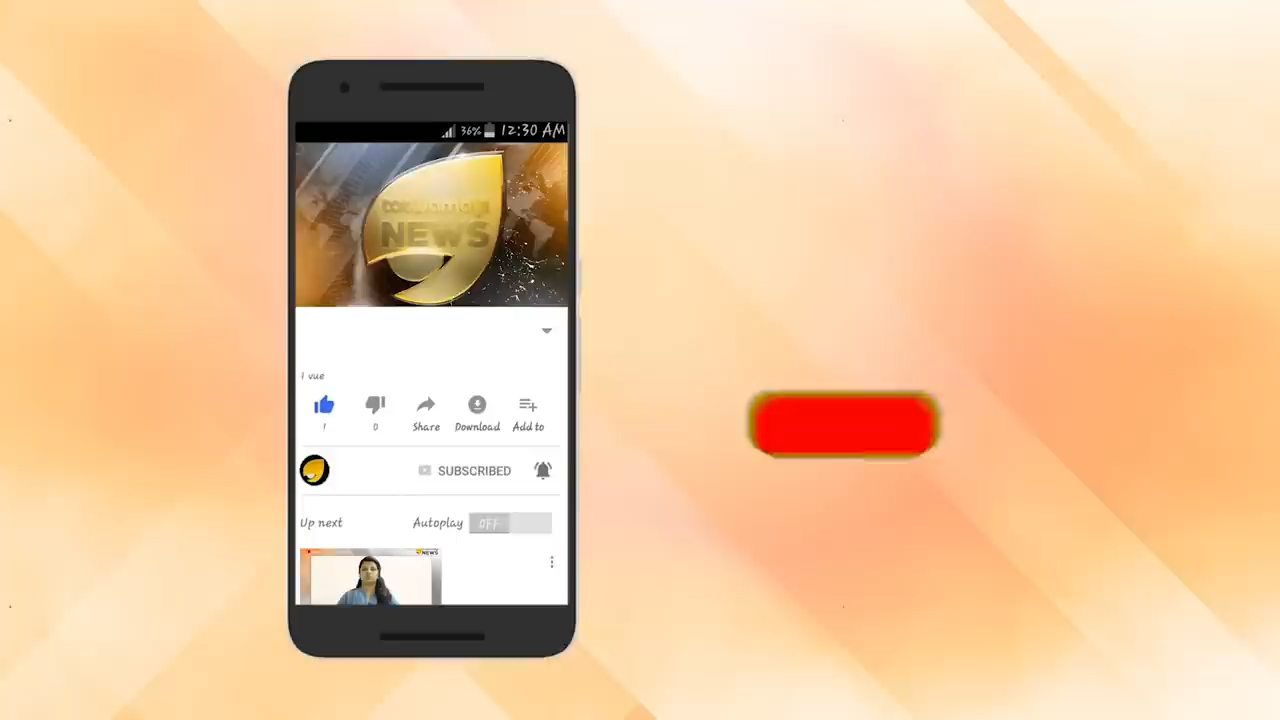 36% 12:30 AM
NEWS
1 vue
1 0 Share Download Add to
SUBSCRIBED
Up next Autoplay OFF
NEWS